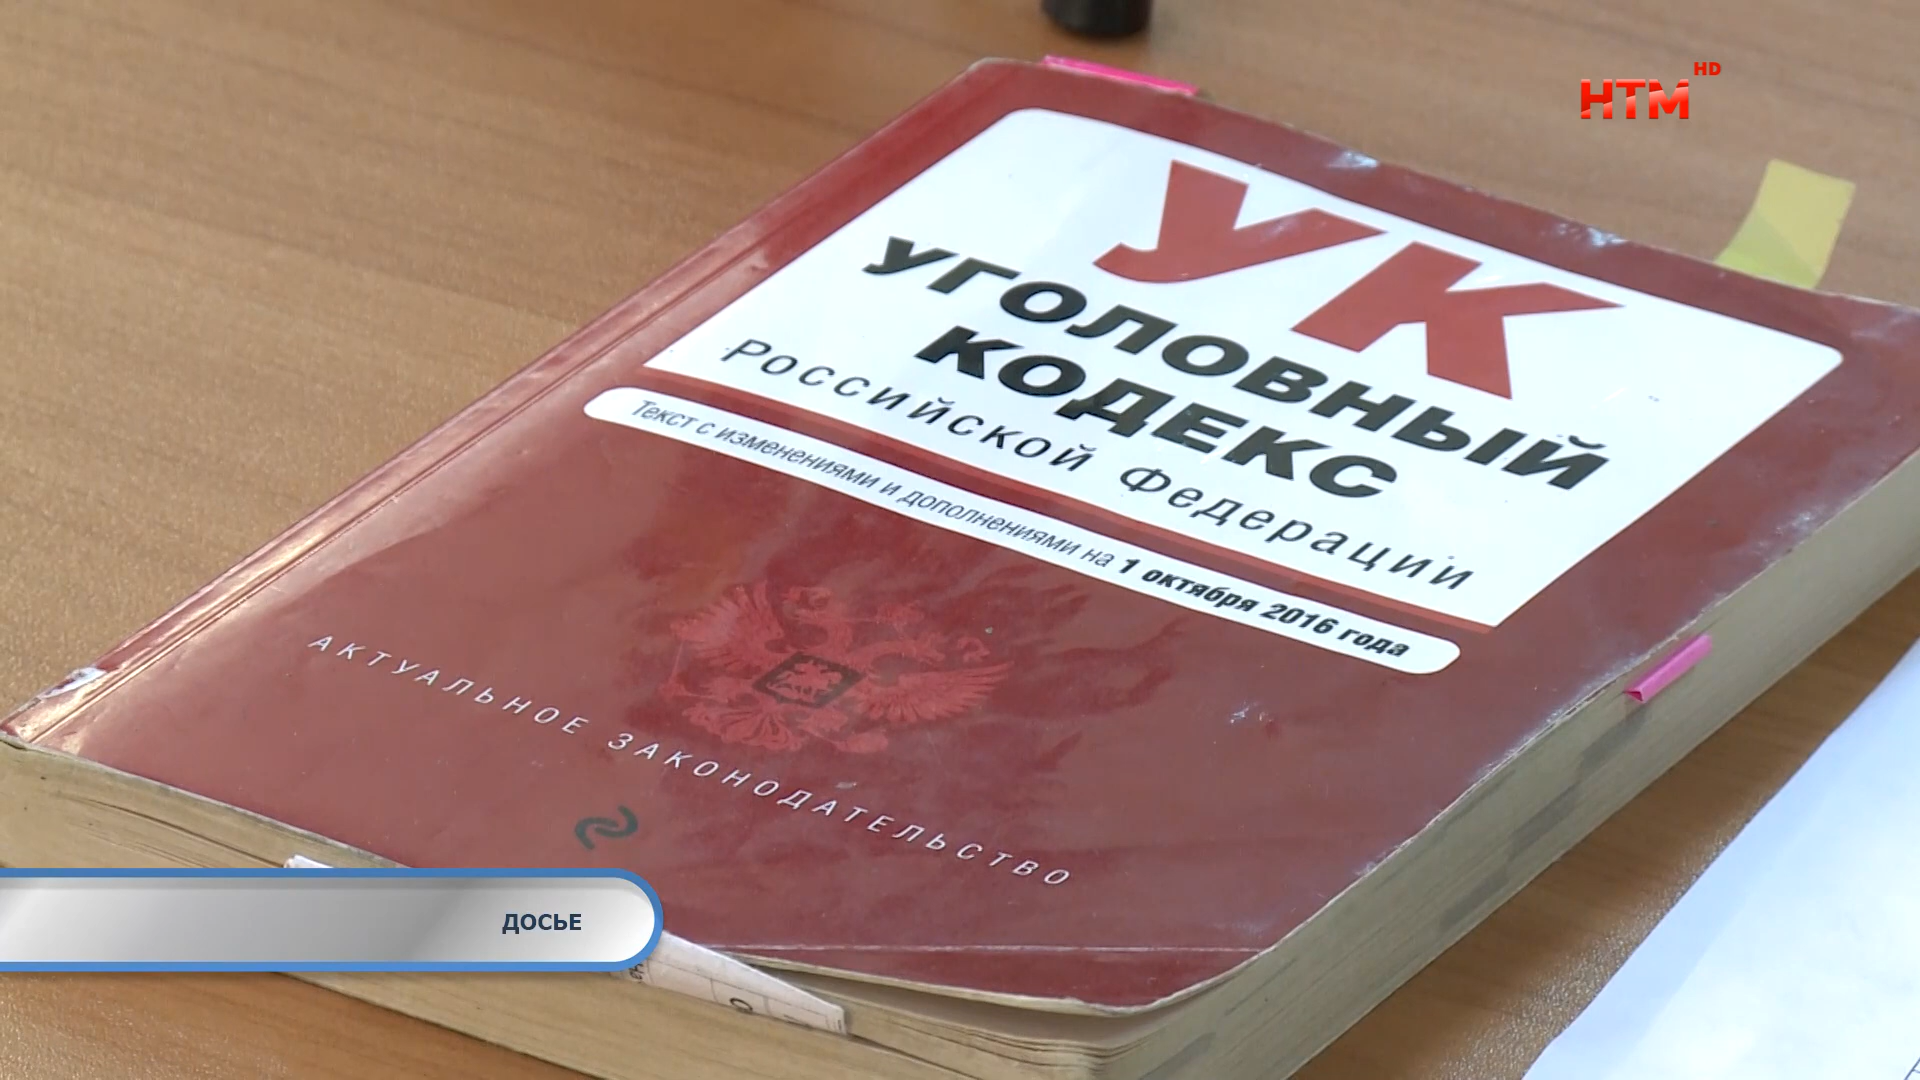 НТМ HD
УК
УГОЛОВНЫЙ
КОДЕКС
Российской Федерации
Текст с изменениями и дополнениями на 1 октября 2016 года
АКТУАЛЬНОЕ ЗАКОНОДАТЕЛЬСТВО
ДОСЬЕ